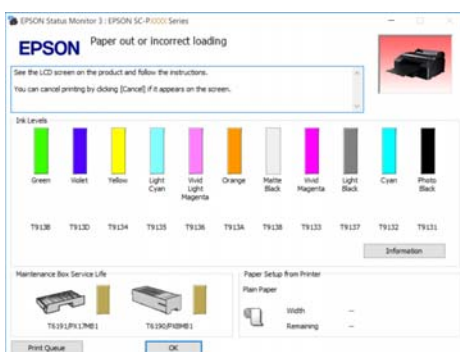 EPSON Status Monitor 3 : EPSON SC-PXXXX Series
EPSON
Paper out or incorrect loading
See the LCD screen on the product and follow the instructions.
You can cancel printing by clicking [Cancel] if it appears on the screen.
Ink Levels
Green Violet Yellow Light Cyan Vivid Light Magenta Orange Matte Black Vivid Magenta Light Black Cyan Photo Black
T913B T913D T9134 T9135 T9136 T913A T9138 T9133 T9137 T9132 T9131
Information
Maintenance Box Service Life
Paper Setup from Printer
Plain Paper
Width --
Remaining --
T6191/PX17MB1 T6190/PXBMB1
Print Queue OK